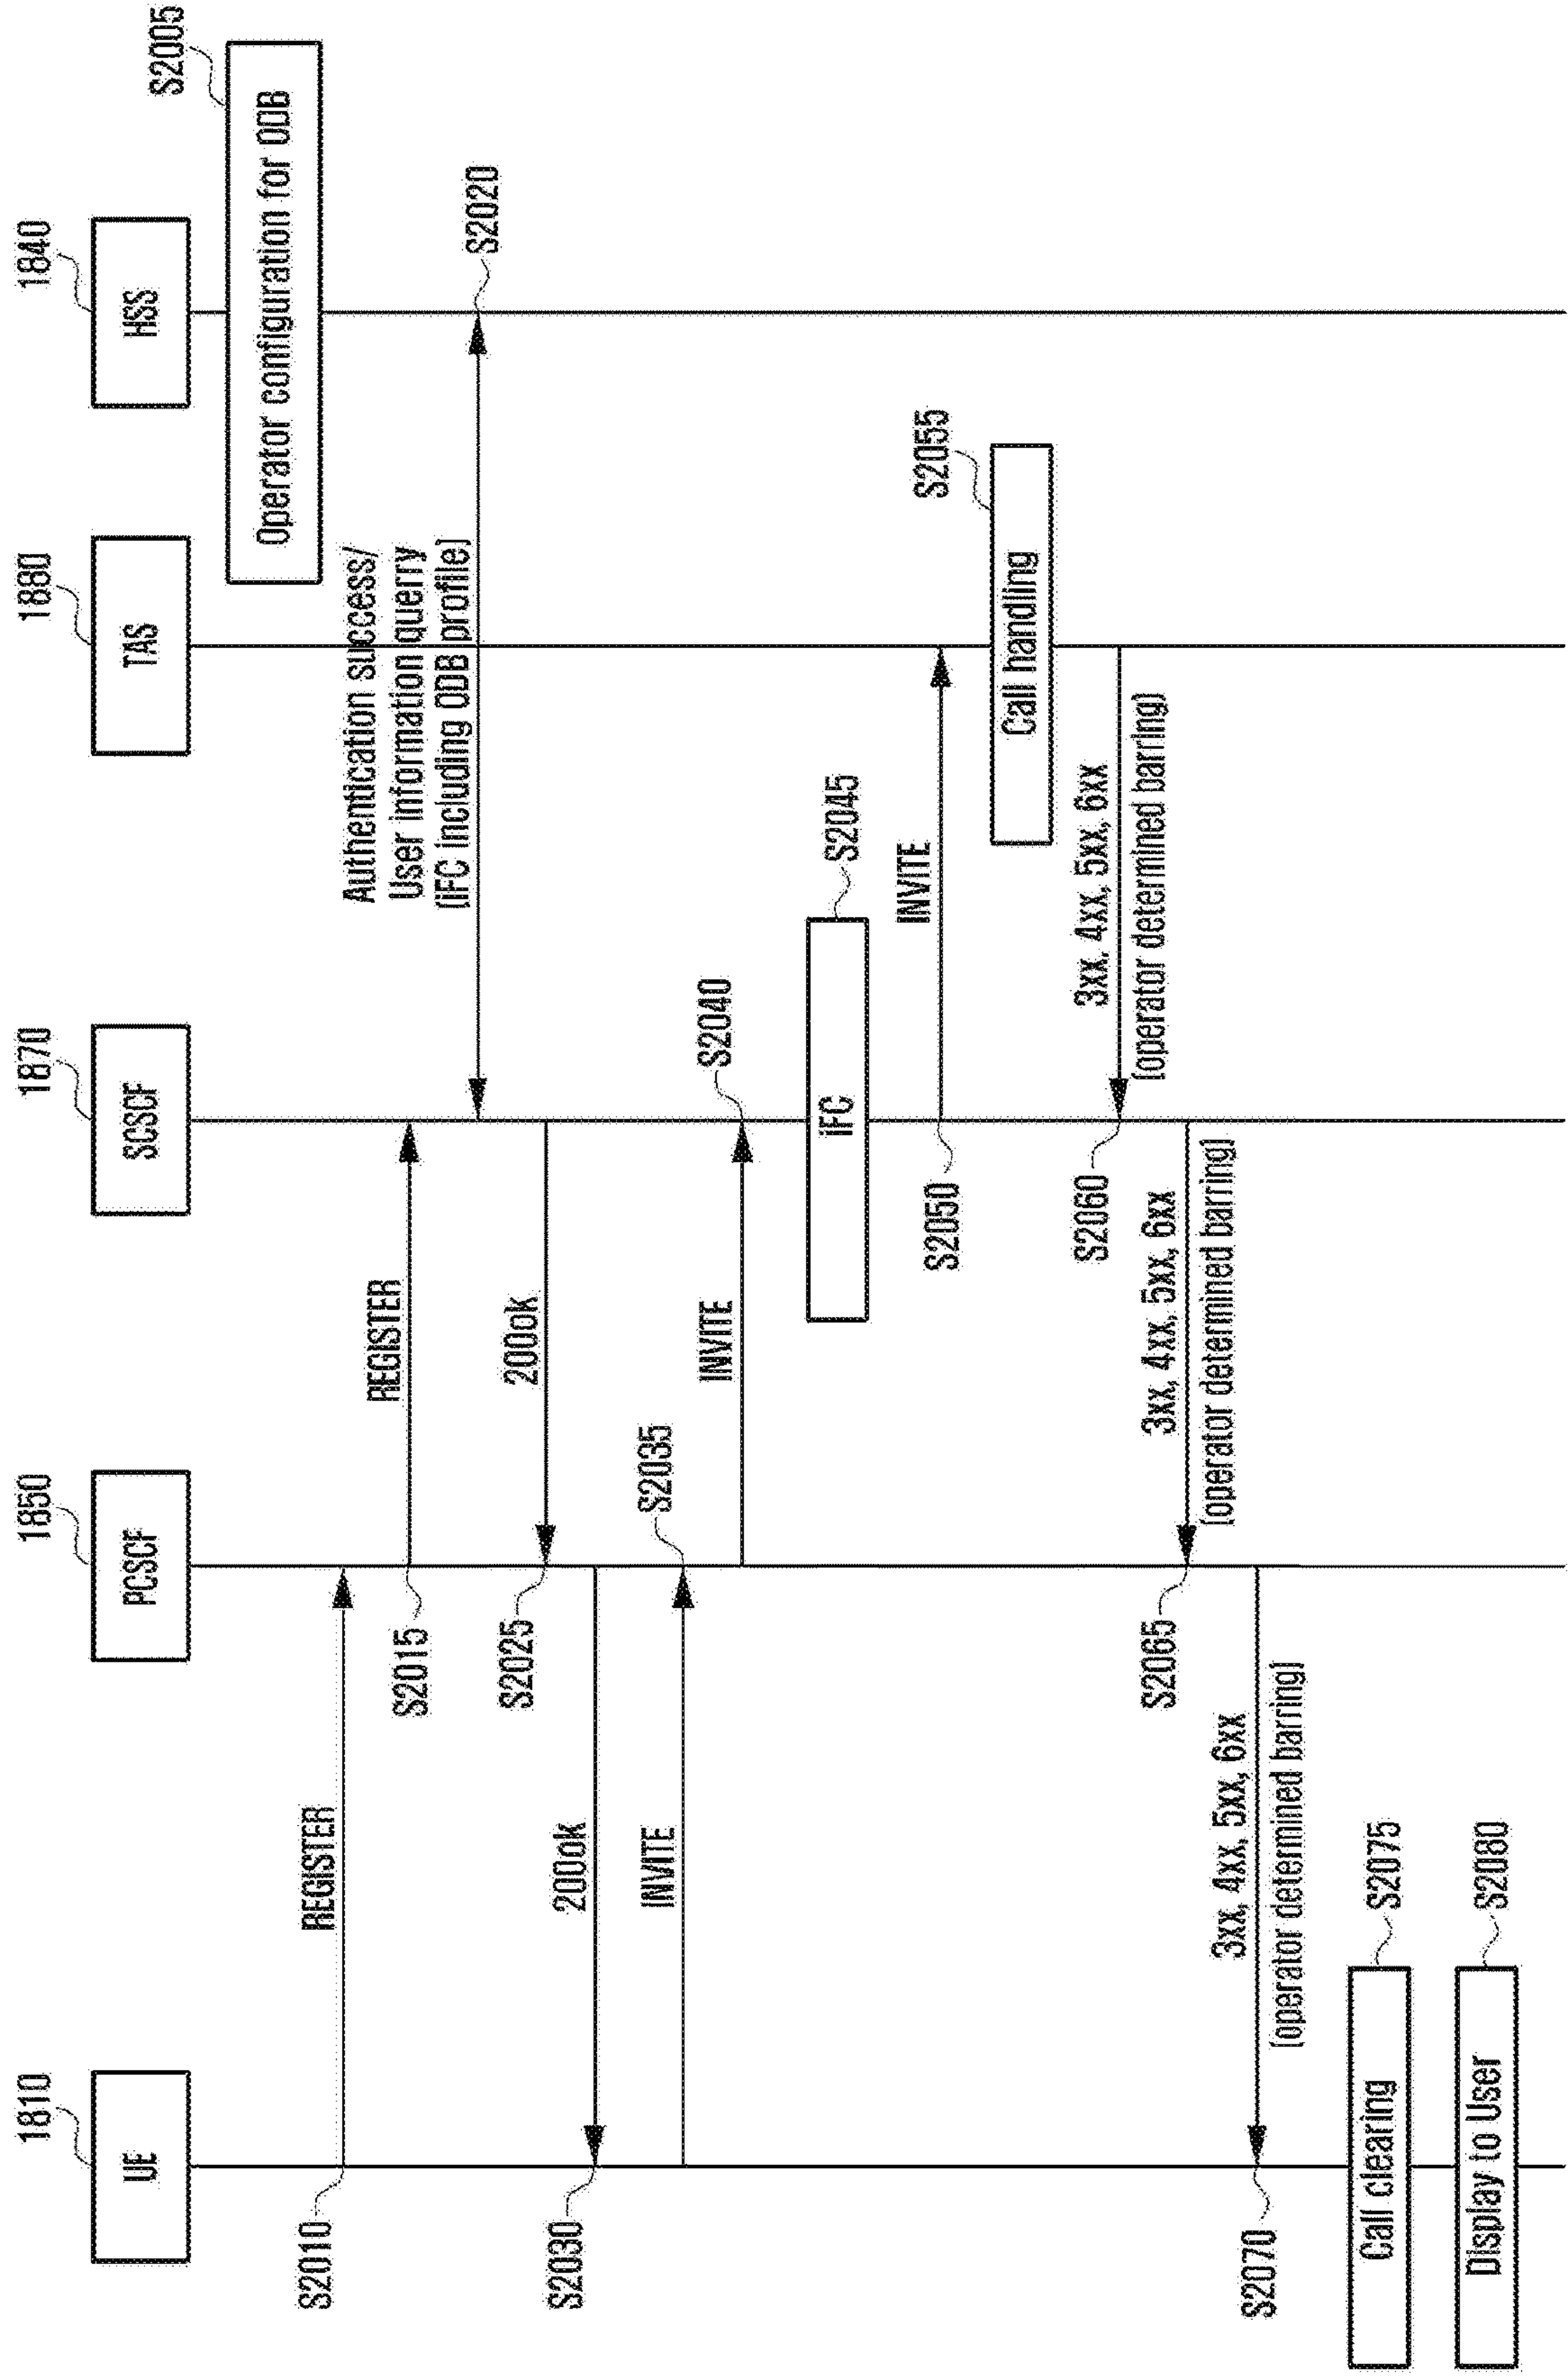 1810
1850
1870
1880
1840
UE
PCSCF
SCSCF
TAS
HSS
S2005
Operator configuration for ODB
S2010
REGISTER
S2015
REGISTER
Authentication success/
User information querry
(iFC including ODB profile)
S2020
S2025
200ok
S2030
200ok
INVITE
S2035
INVITE
S2040
iFC
S2045
S2050
INVITE
Call handling
S2055
S2060
3xx, 4xx, 5xx, 6xx
(operator determined barring)
S2065
3xx, 4xx, 5xx, 6xx
(operator determined barring)
S2070
3xx, 4xx, 5xx, 6xx
(operator determined barring)
Call clearing
S2075
Display to User
S2080